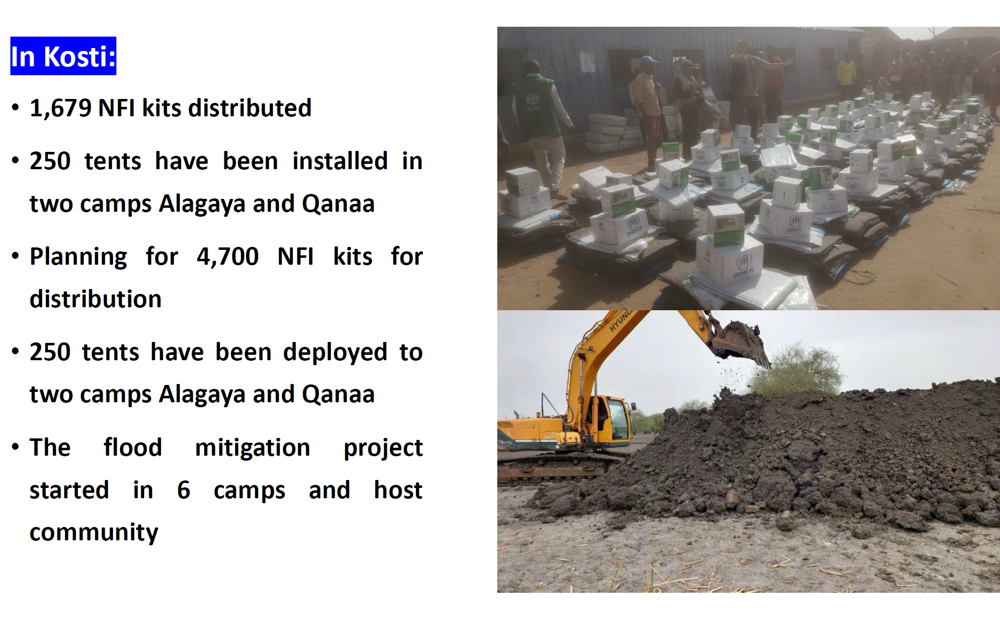 In Kosti:
• 1,679 NFI kits distributed
• 250 tents have been installed in
two camps Alagaya and Qanaa
• Planning for 4,700 NFI kits for
distribution
• 250 tents have been deployed to
two camps Alagaya and Qanaa
• The flood mitigation project
started in 6 camps and host
community
UNHCR
UNHCR
UNHCR